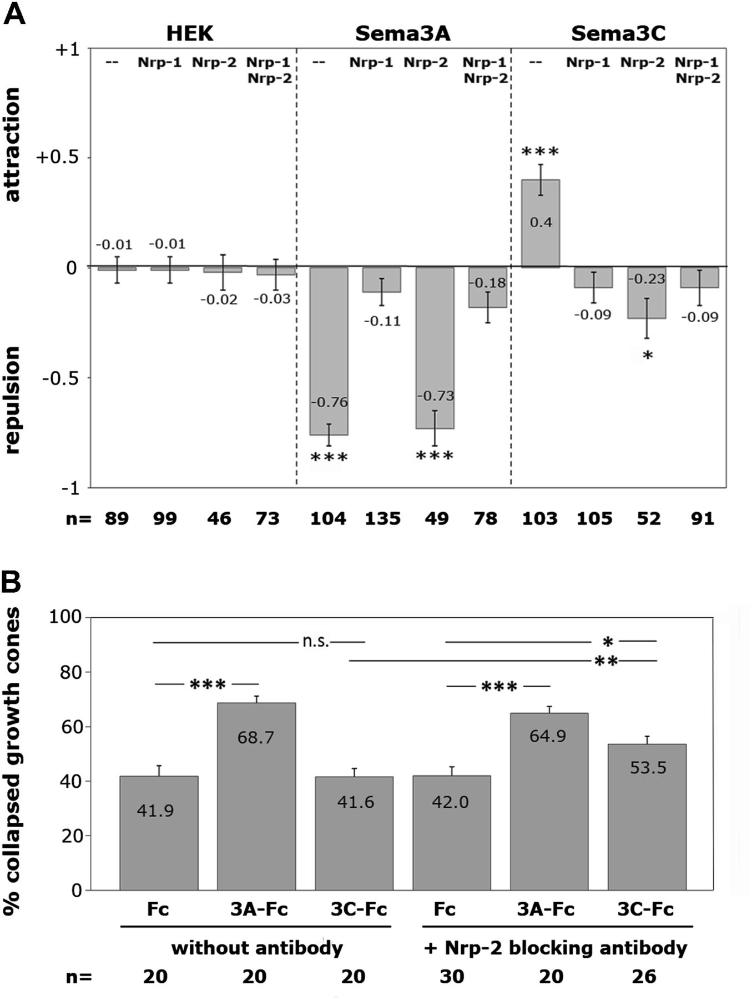 A
HEK Sema3A Sema3C
+1
-- Nrp-1 Nrp-2 Nrp-1 -- Nrp-1 Nrp-2 Nrp-1 -- Nrp-1 Nrp-2 Nrp-1
Nrp-2 Nrp-2 Nrp-2
attraction
+0.5
***
0.4
-0.01 -0.01
0
-0.02 -0.03
-0.11
-0.18
-0.09
-0.23
-0.09
*
repulsion
-0.5
-0.76 -0.73
*** ***
-1
n= 89 99 46 73 104 135 49 78 103 105 52 91
B
% collapsed growth cones
100
n.s. *
**
80
*** ***
60
68.7 64.9
53.5
40
41.9 41.6 42.0
20
0
Fc 3A-Fc 3C-Fc Fc 3A-Fc 3C-Fc
without antibody + Nrp-2 blocking antibody
n= 20 20 20 30 20 26